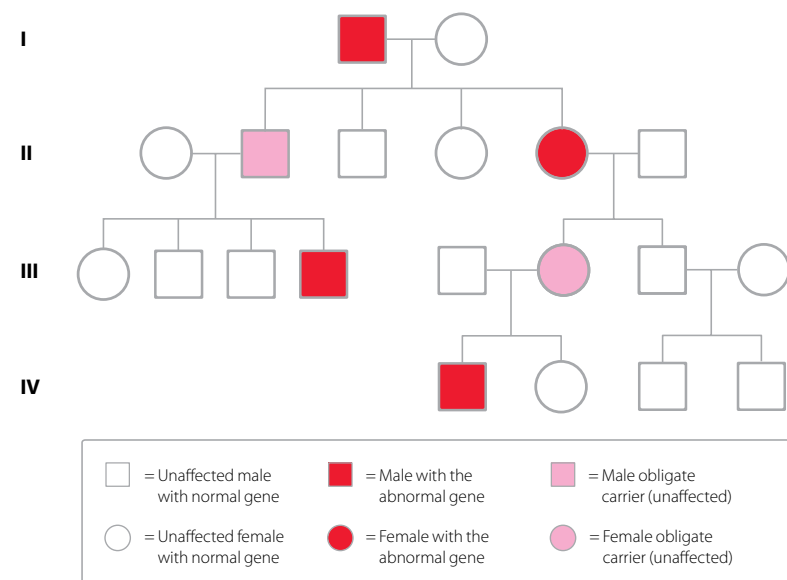 I
II
III
IV
= Unaffected male
with normal gene
= Male with the
abnormal gene
= Male obligate
carrier (unaffected)
= Unaffected female
with normal gene
= Female with the
abnormal gene
= Female obligate
carrier (unaffected)